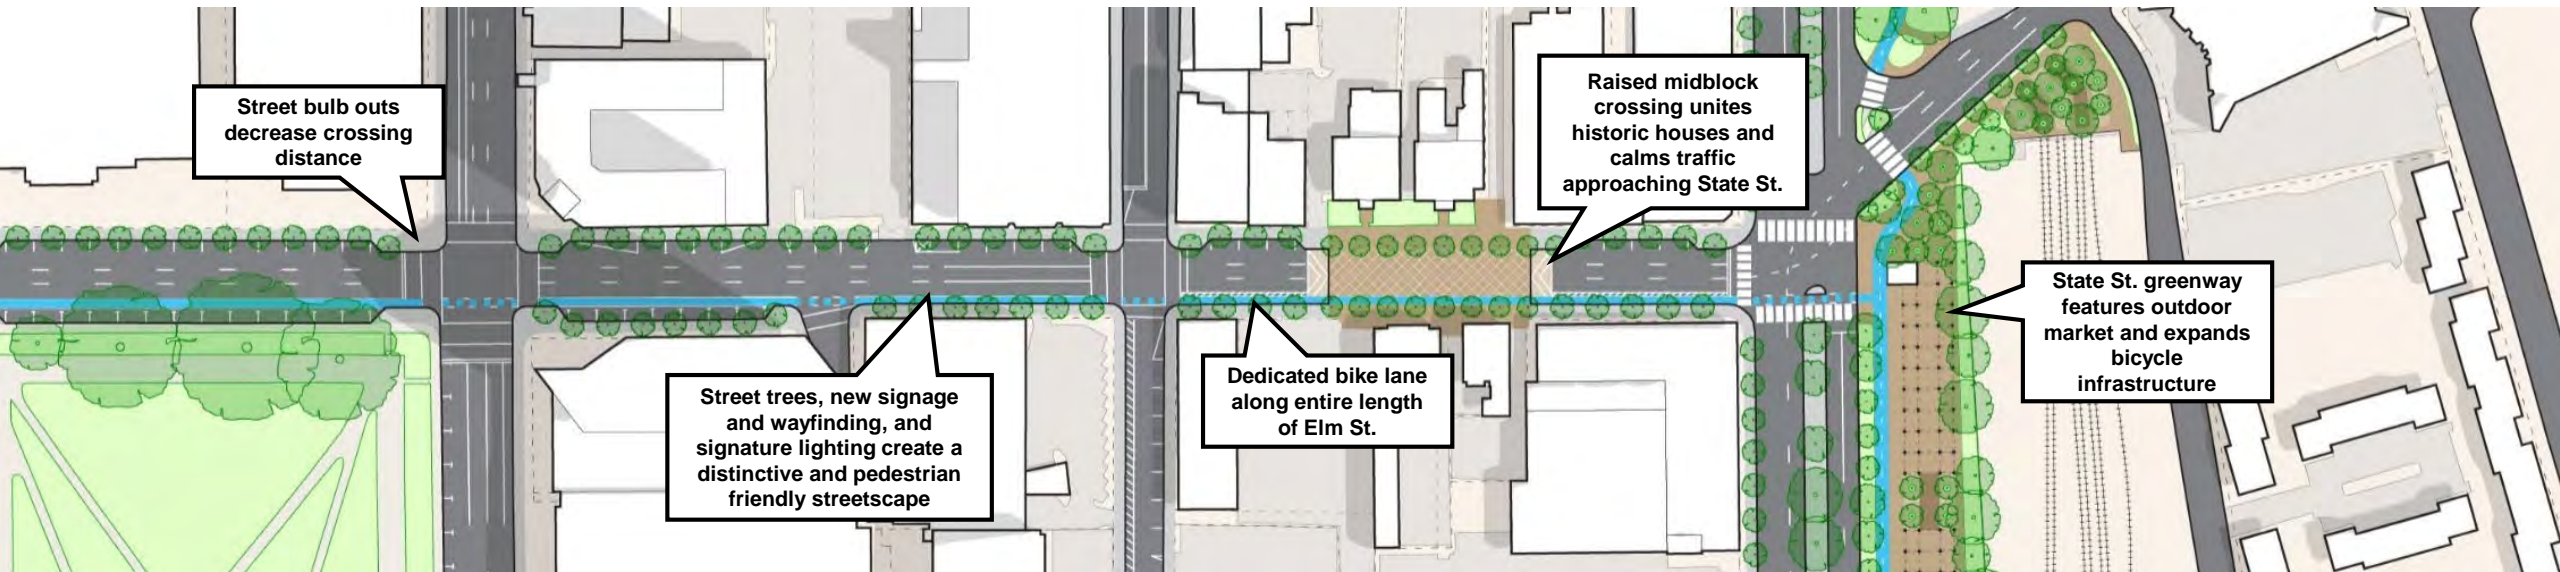 Street bulb outs
decrease crossing
distance
Street trees, new signage
and wayfinding, and
signature lighting create a
distinctive and pedestrian
friendly streetscape
Dedicated bike lane
along entire length
of Elm St.
Raised midblock
crossing unites
historic houses and
calms traffic
approaching State St.
State St. greenway
features outdoor
market and expands
bicycle
infrastructure